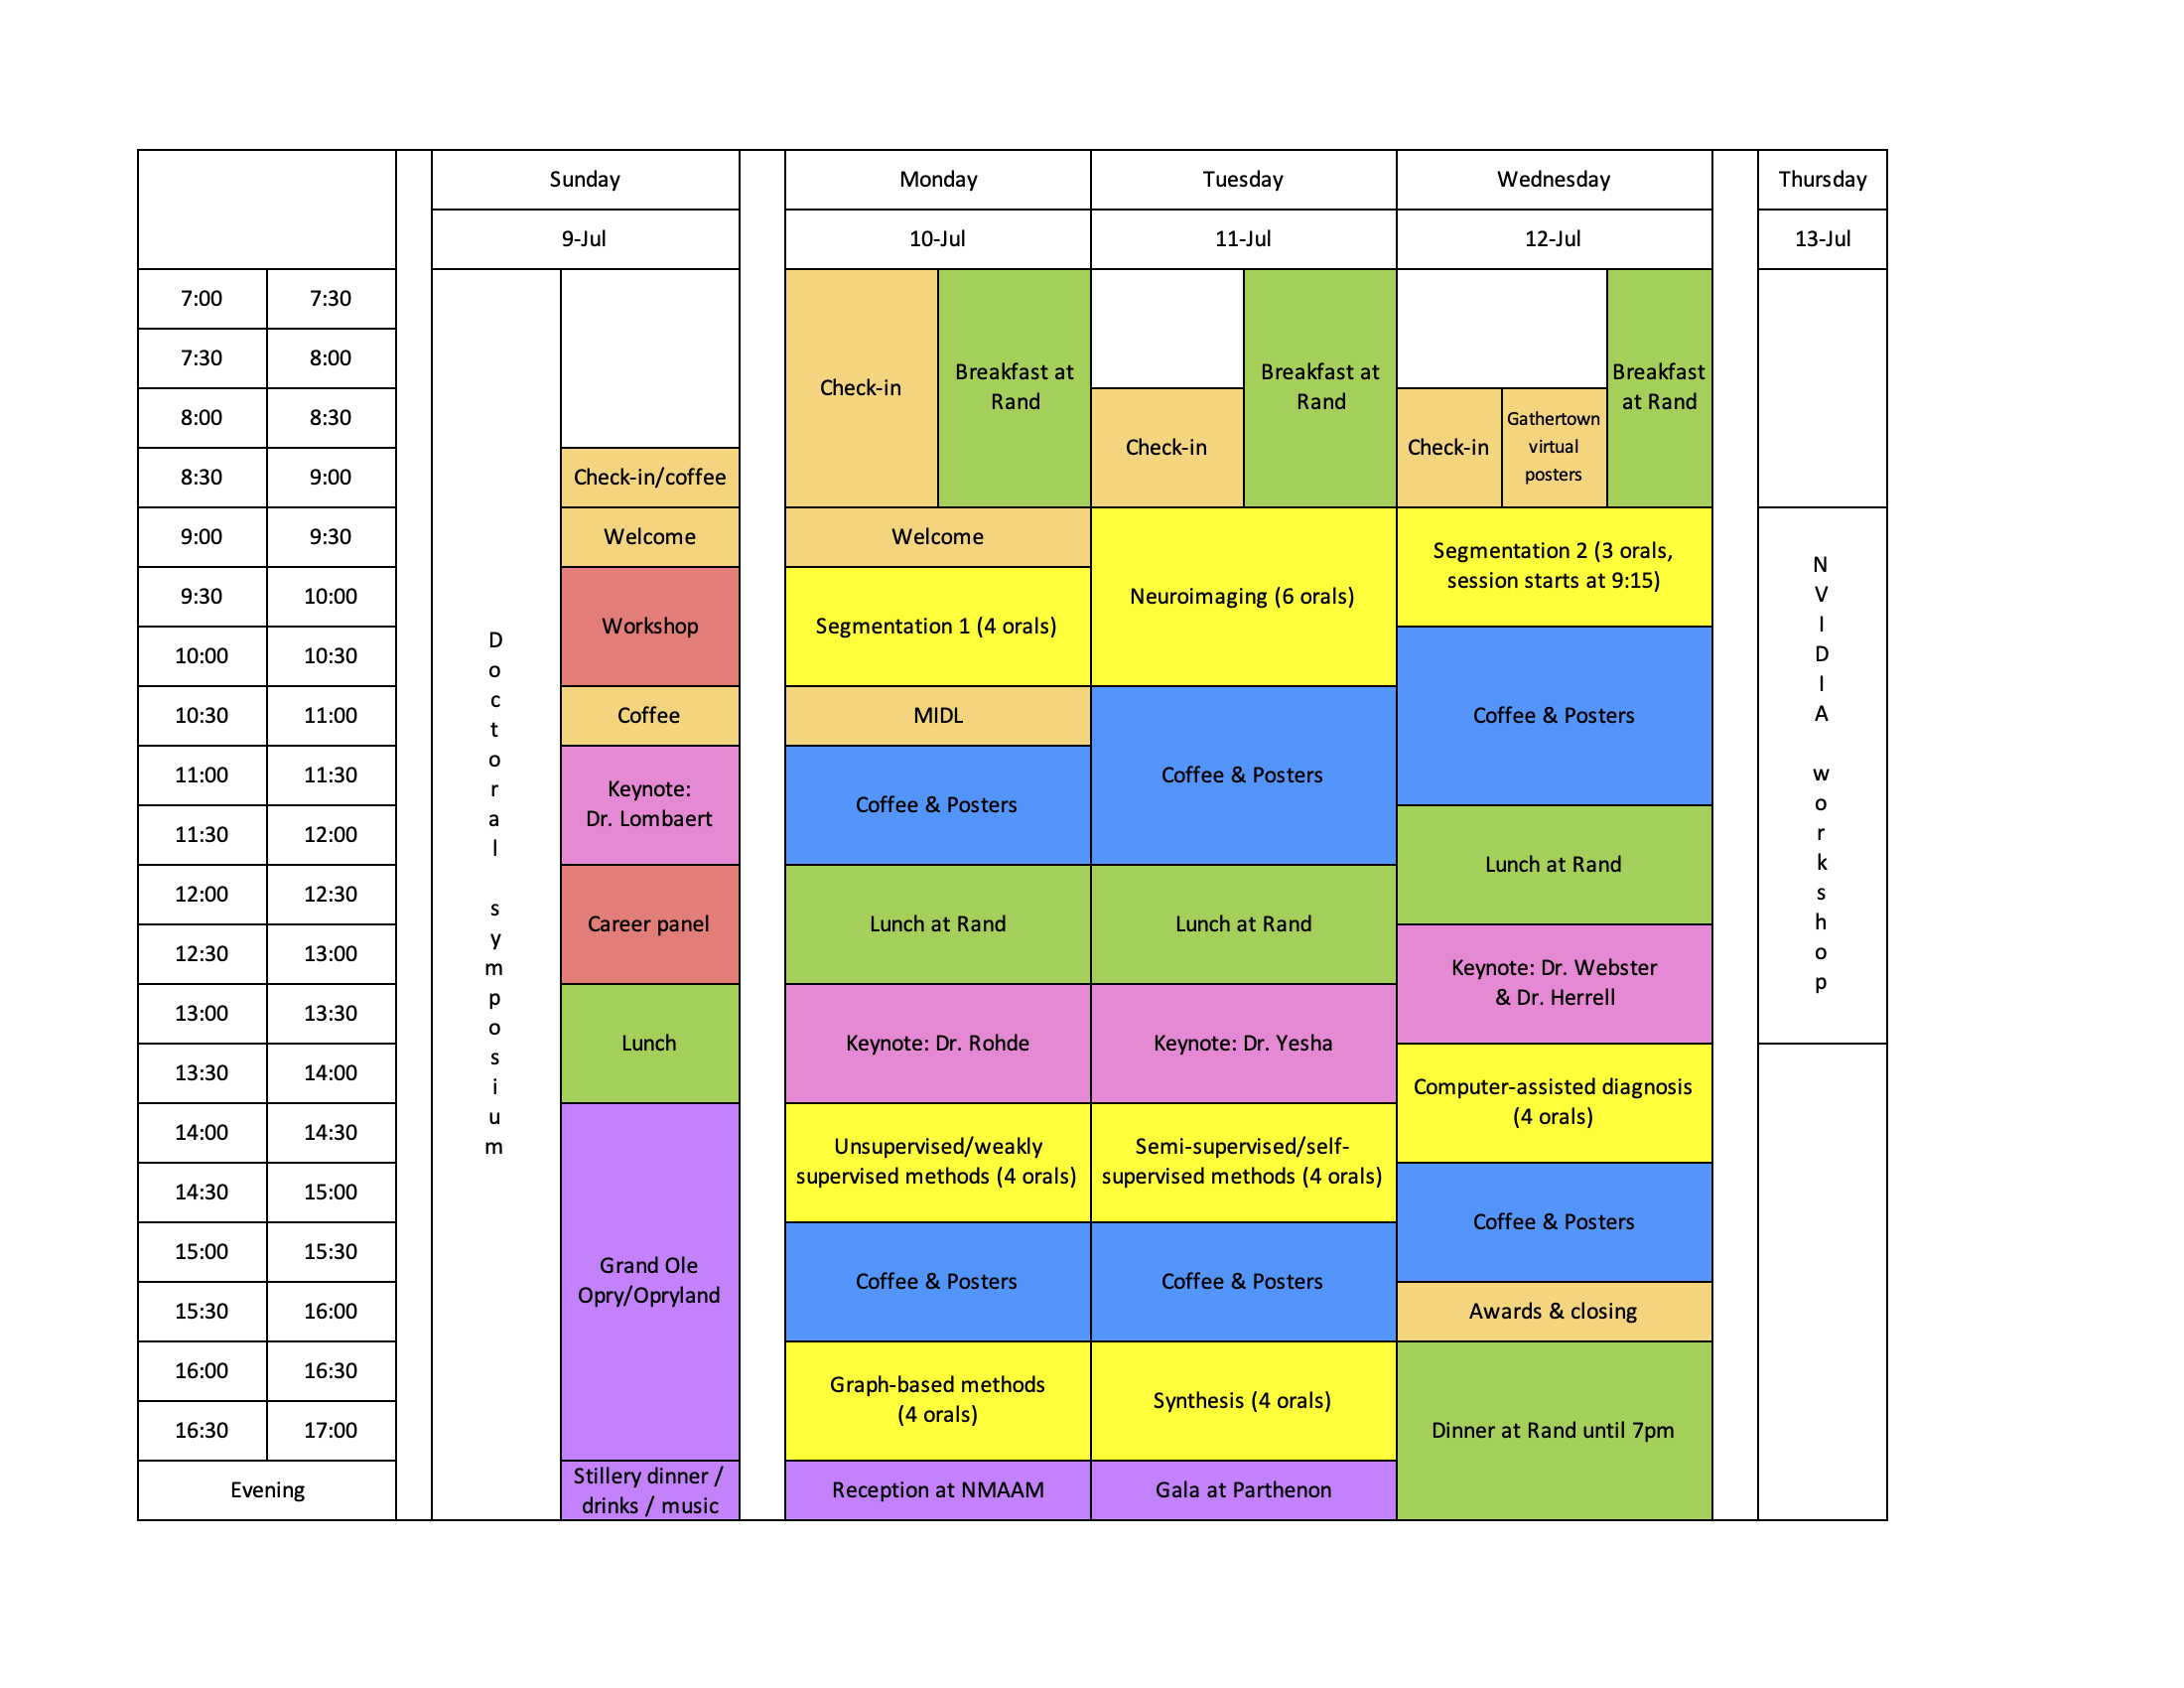 Sunday Monday Tuesday Wednesday Thursday
9-Jul 10-Jul 11-Jul 12-Jul 13-Jul
7:00 7:30
7:30 8:00
8:00 8:30
8:30 9:00
9:00 9:30
9:30 10:00
10:00 10:30
10:30 11:00
11:00 11:30
11:30 12:00
12:00 12:30
12:30 13:00
13:00 13:30
13:30 14:00
14:00 14:30
14:30 15:00
15:00 15:30
15:30 16:00
16:00 16:30
16:30 17:00
Evening
Doctoral symposium
Check-in/coffee
Welcome
Workshop
Coffee
Keynote:
Dr. Lombaert
Career panel
Lunch
Grand Ole
Opry/Opryland
Stillery dinner /
drinks / music
Check-in
Breakfast at
Rand
Welcome
Segmentation 1 (4 orals)
MIDL
Coffee & Posters
Lunch at Rand
Keynote: Dr. Rohde
Unsupervised/weakly
supervised methods (4 orals)
Coffee & Posters
Graph-based methods
(4 orals)
Reception at NMAAM
Check-in
Breakfast at
Rand
Neuroimaging (6 orals)
Coffee & Posters
Lunch at Rand
Keynote: Dr. Yesha
Semi-supervised/self-
supervised methods (4 orals)
Coffee & Posters
Synthesis (4 orals)
Gala at Parthenon
Check-in
Gathertown
virtual
posters
Breakfast
at Rand
Segmentation 2 (3 orals,
session starts at 9:15)
Coffee & Posters
Lunch at Rand
Keynote: Dr. Webster
& Dr. Herrell
Computer-assisted diagnosis
(4 orals)
Coffee & Posters
Awards & closing
Dinner at Rand until 7pm
NVIDIA workshop